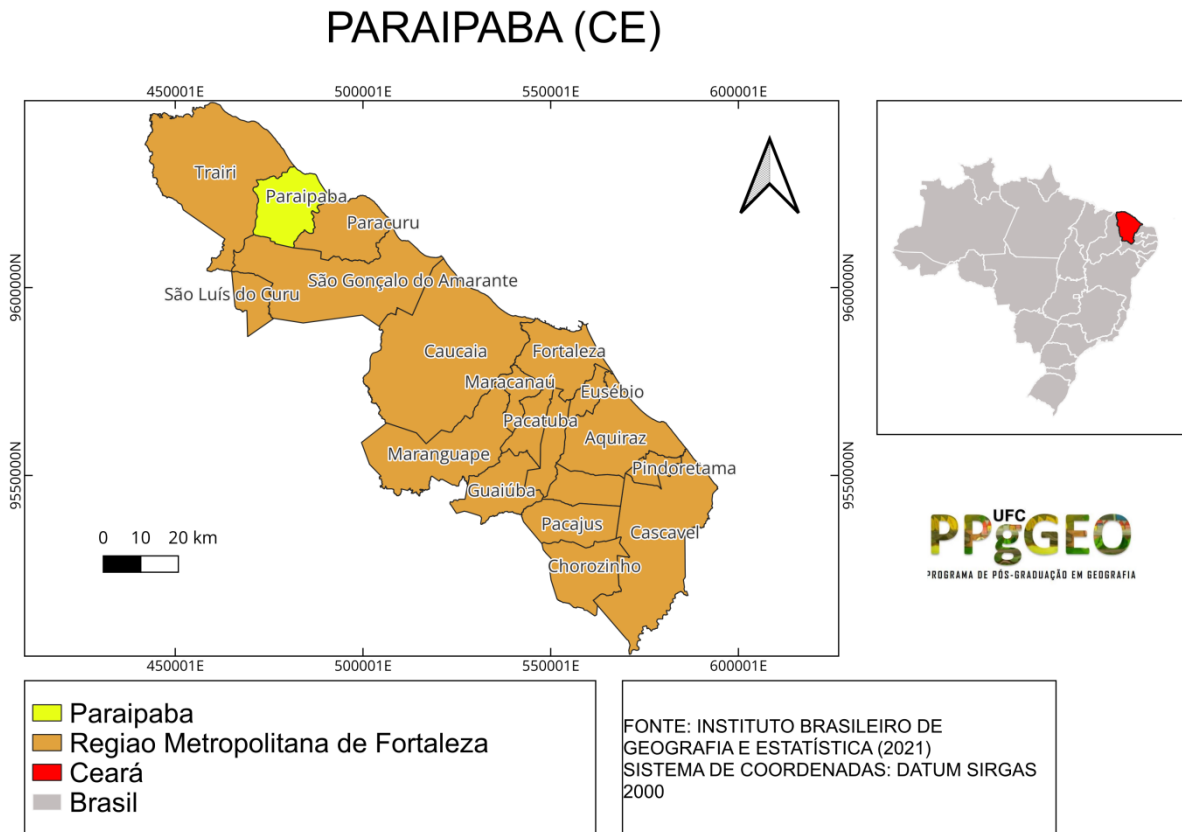 PARAIPABA (CE)
450001E 500001E 550001E 600001E
Trairi
Paraipaba
Paracuru
São Gonçalo do Amarante
São Luís do Curu
9600000N
9600000N
Caucaia
Fortaleza
Maracanaú
Eusébio
Pacatuba
Aquiraz
Maranguape
Pindoretama
9550000N
9550000N
Guaiúba
Pacajus
Cascavel
Chorozinho
0 10 20 km
450001E 500001E 550001E 600001E
UFC
PPgGEO
PROGRAMA DE PÓS-GRADUAÇÃO EM GEOGRAFIA
Paraipaba
Regiao Metropolitana de Fortaleza
Ceará
Brasil
FONTE: INSTITUTO BRASILEIRO DE
GEOGRAFIA E ESTATÍSTICA (2021)
SISTEMA DE COORDENADAS: DATUM SIRGAS
2000